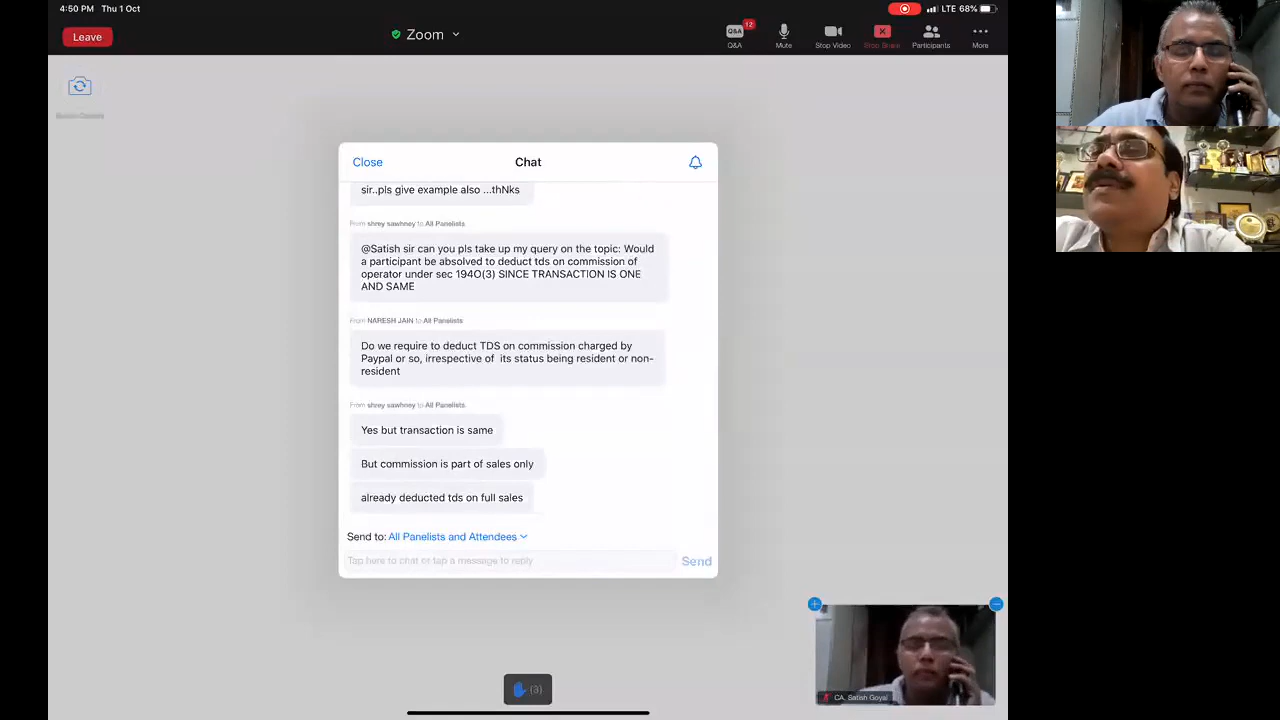 4:50 PM Thu 1 Oct
LTE 68%
Leave
Zoom
Q&A
12
Q&A
Mute
Stop Video
Stop Share
Participants
More
Close
Chat
sir..pls give example also ...thNks
From shrey sawhney to All Panelists
@Satish sir can you pls take up my query on the topic: Would
a participant be absolved to deduct tds on commission of
operator under sec 194O(3) SINCE TRANSACTION IS ONE
AND SAME
From NARESH JAIN to All Panelists
Do we require to deduct TDS on commission charged by
Paypal or so, irrespective of its status being resident or non-
resident
From shrey sawhney to All Panelists
Yes but transaction is same
But commission is part of sales only
already deducted tds on full sales
Send to: All Panelists and Attendees
Tap here to chat or tap a message to reply
Send
(3)
CA. Satish Goyal